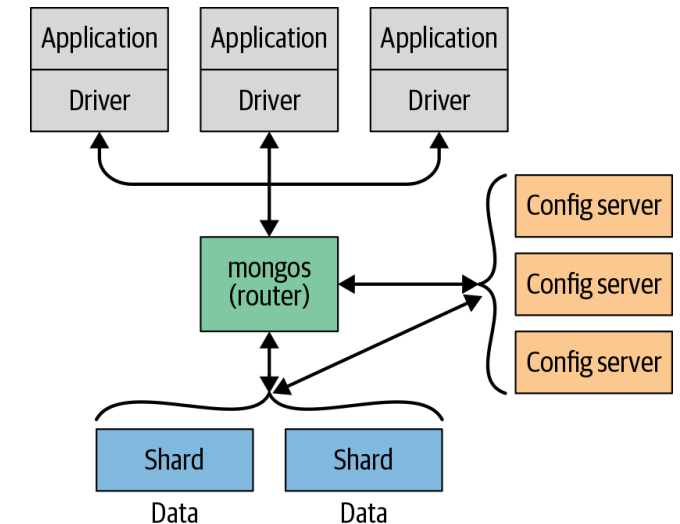 Application
Driver
Application
Driver
Application
Driver
mongos
(router)
Config server
Config server
Config server
Shard
Data
Shard
Data